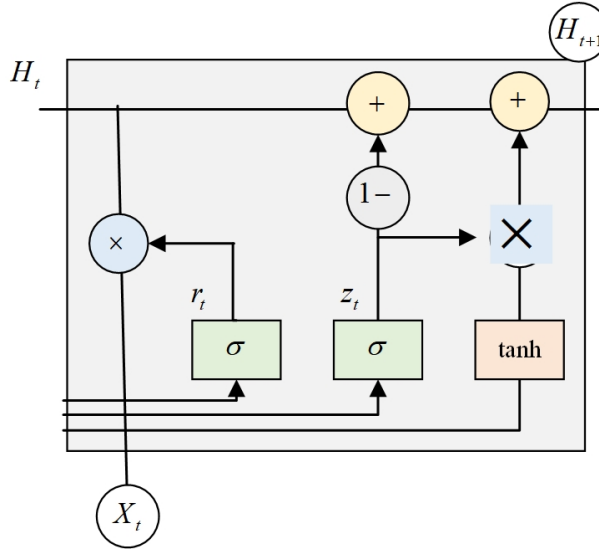 H_{t+1}
H_t
+ +
1−
× ×
r_t z_t
σ σ tanh
X_t